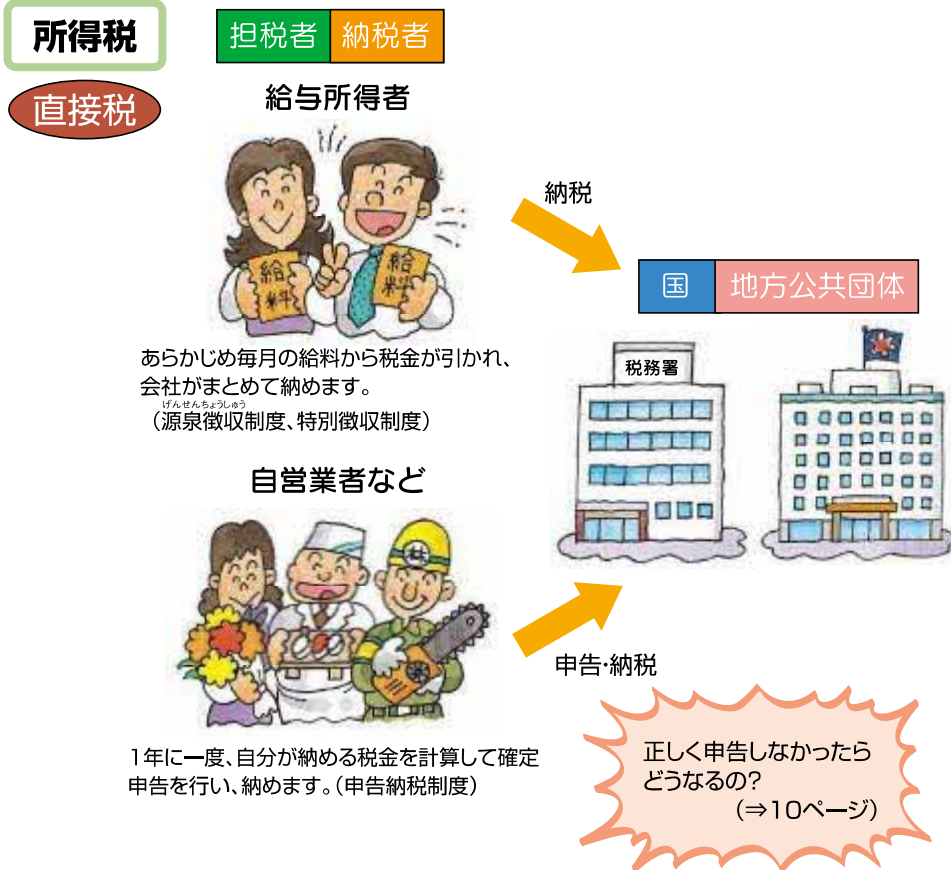 所得税
直接税
担税者 納税者
給与所得者
給料
給料
あらかじめ毎月の給料から税金が引かれ、
会社がまとめて納めます。
げんせんちょうしゅう
（源泉徴収制度、特別徴収制度）
納税
国 地方公共団体
税務署
自営業者など
1年に一度、自分が納める税金を計算して確定
申告を行い、納めます。（申告納税制度）
申告・納税
正しく申告しなかったら
どうなるの?
（⇒10ページ）